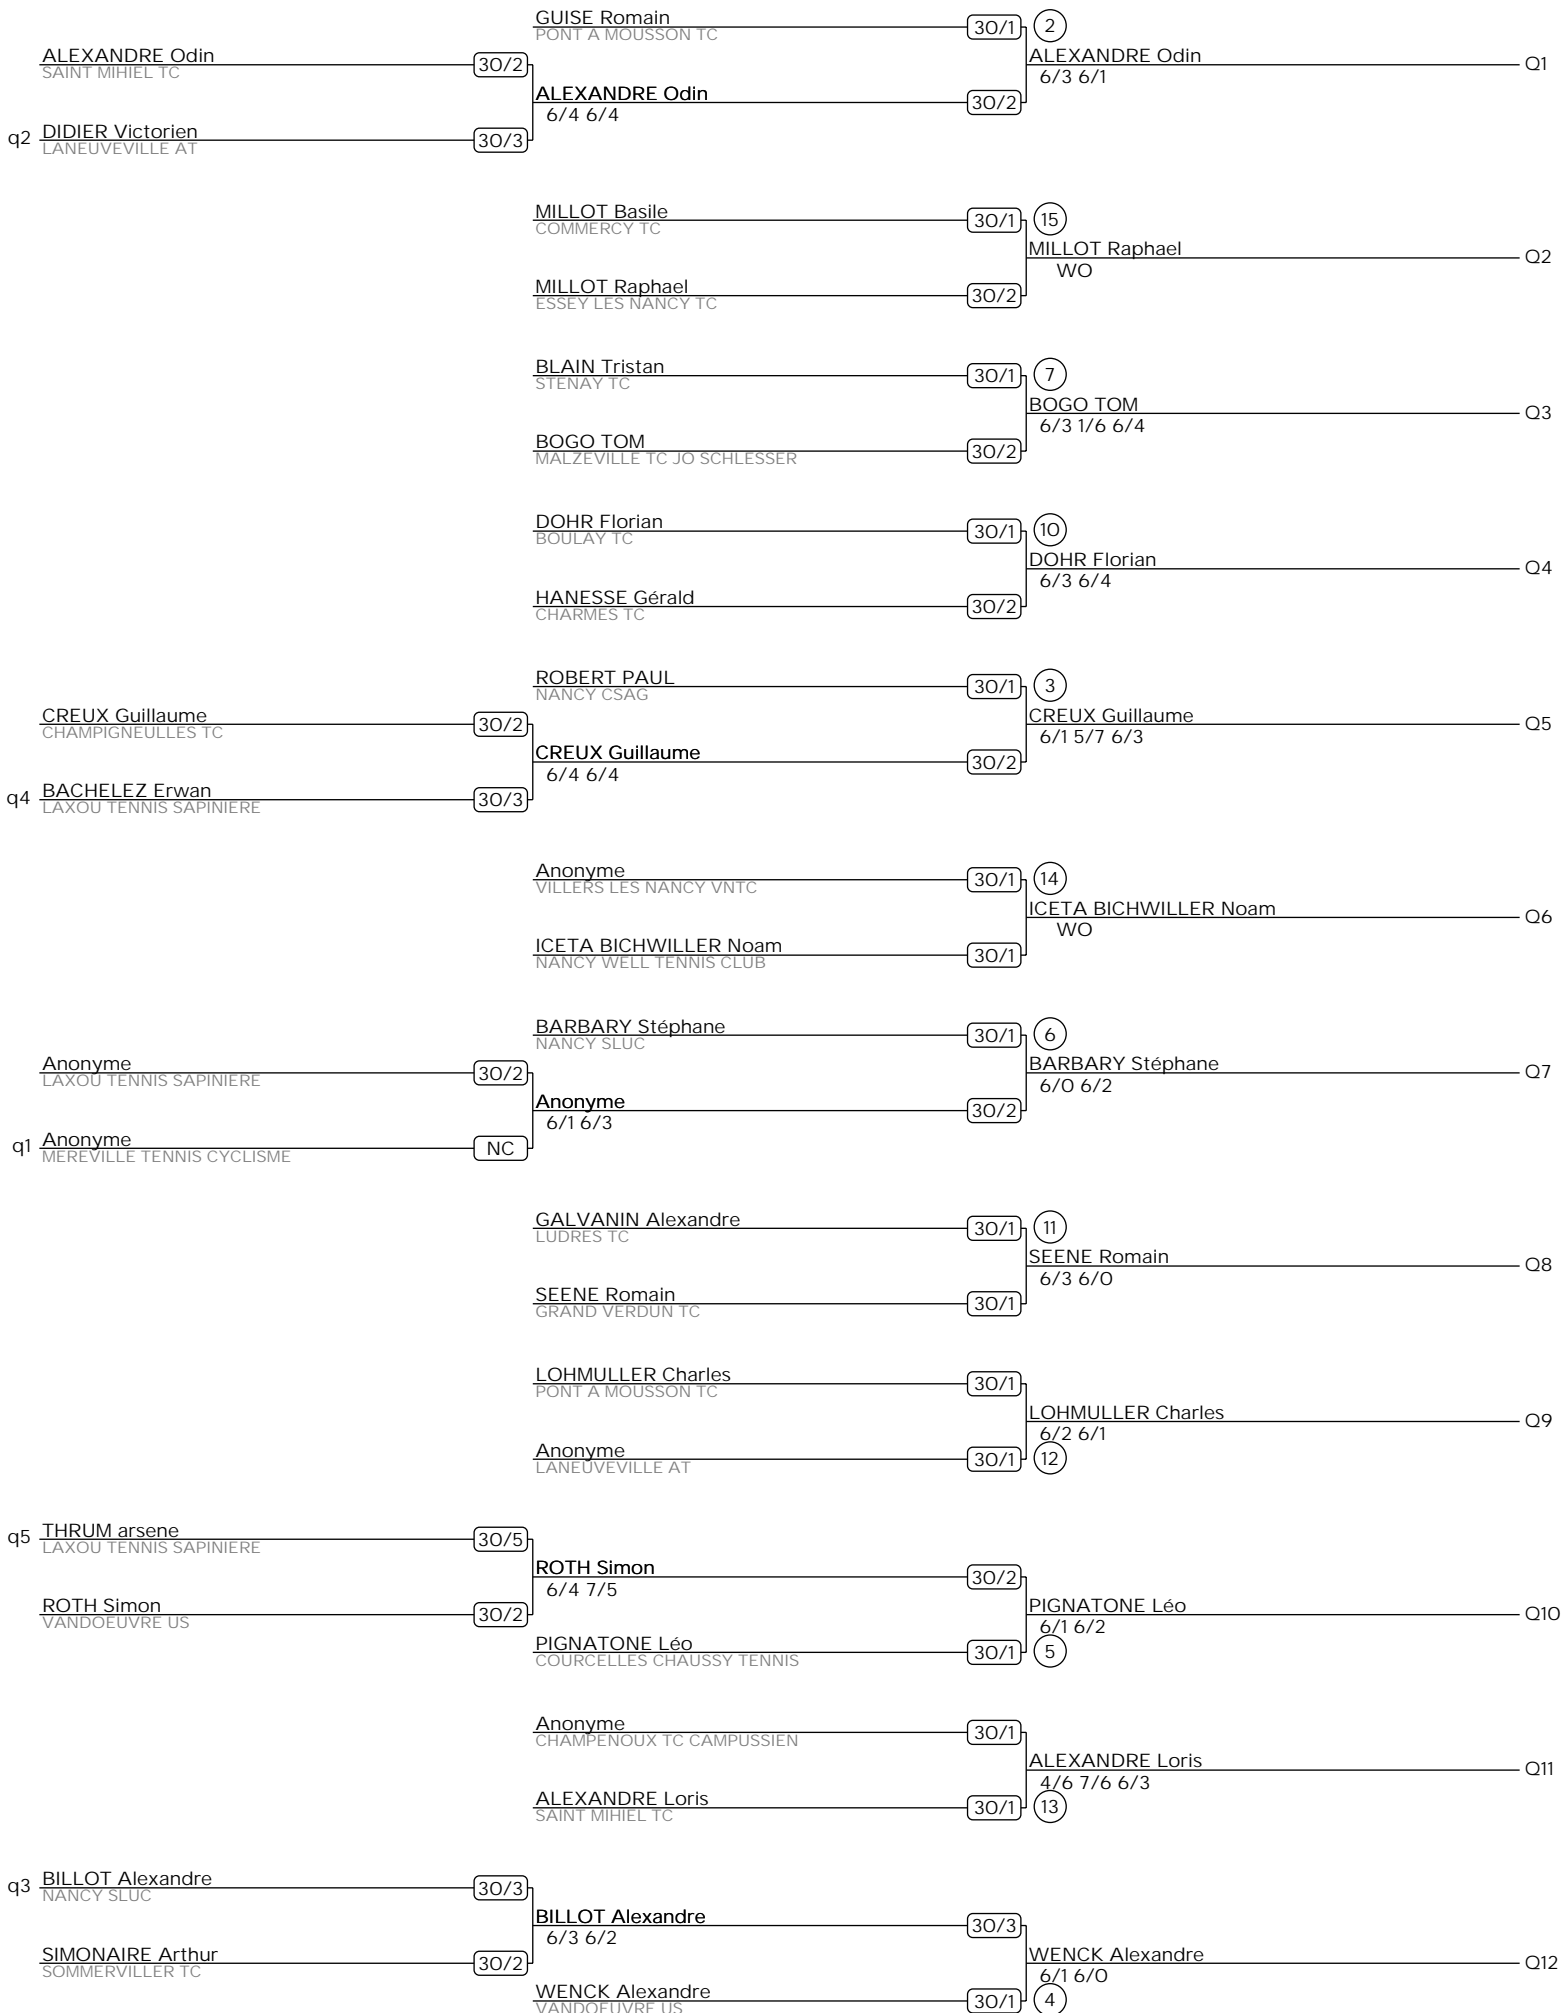 GUISE Romain
PONT A MOUSSON TC
30/1
2
ALEXANDRE Odin
SAINT MIHIEL TC
30/2
ALEXANDRE Odin
6/3 6/1
Q1
ALEXANDRE Odin
6/4 6/4
30/2
q2
DIDIER Victorien
LANEUVEVILLE AT
30/3
MILLOT Basile
COMMERCY TC
30/1
15
MILLOT Raphael
WO
Q2
MILLOT Raphael
ESSEY LES NANCY TC
30/2
BLAIN Tristan
STENAY TC
30/1
7
BOGO TOM
6/3 1/6 6/4
Q3
BOGO TOM
MALZEVILLE TC JO SCHLESSER
30/2
DOHR Florian
BOULAY TC
30/1
10
DOHR Florian
6/3 6/4
Q4
HANESSE Gérald
CHARMES TC
30/2
ROBERT PAUL
NANCY CSAG
30/1
3
CREUX Guillaume
CHAMPIGNEULLES TC
30/2
CREUX Guillaume
6/1 5/7 6/3
Q5
CREUX Guillaume
6/4 6/4
30/2
q4
BACHELEZ Erwan
LAXOU TENNIS SAPINIERE
30/3
Anonyme
VILLERS LES NANCY VNTC
30/1
14
ICETA BICHWILLER Noam
WO
Q6
ICETA BICHWILLER Noam
NANCY WELL TENNIS CLUB
30/1
BARBARY Stéphane
NANCY SLUC
30/1
6
Anonyme
LAXOU TENNIS SAPINIERE
30/2
BARBARY Stéphane
6/0 6/2
Q7
Anonyme
6/1 6/3
30/2
q1
Anonyme
MEREVILLE TENNIS CYCLISME
NC
GALVANIN Alexandre
LUDRES TC
30/1
11
SEENE Romain
6/3 6/0
Q8
SEENE Romain
GRAND VERDUN TC
30/1
LOHMULLER Charles
PONT A MOUSSON TC
30/1
LOHMULLER Charles
6/2 6/1
Q9
Anonyme
LANEUVEVILLE AT
30/1
12
q5
THRUM arsene
LAXOU TENNIS SAPINIERE
30/5
ROTH Simon
6/4 7/5
30/2
ROTH Simon
VANDOEUVRE US
30/2
PIGNATONE Léo
6/1 6/2
Q10
PIGNATONE Léo
COURCELLES CHAUSSY TENNIS
30/1
5
Anonyme
CHAMPENOUX TC CAMPUSSIEN
30/1
ALEXANDRE Loris
4/6 7/6 6/3
Q11
ALEXANDRE Loris
SAINT MIHIEL TC
30/1
13
q3
BILLOT Alexandre
NANCY SLUC
30/3
BILLOT Alexandre
6/3 6/2
30/3
SIMONAIRE Arthur
SOMMERVILLER TC
30/2
WENCK Alexandre
6/1 6/0
Q12
WENCK Alexandre
VANDOEUVRE US
30/1
4